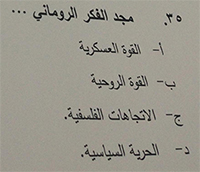 ٣٥. مجد الفكر الروماني ...
أ- القوة العسكرية
ب- القوة الروحية
ج- الاتجاهات الفلسفية.
د- الحرية السياسية.